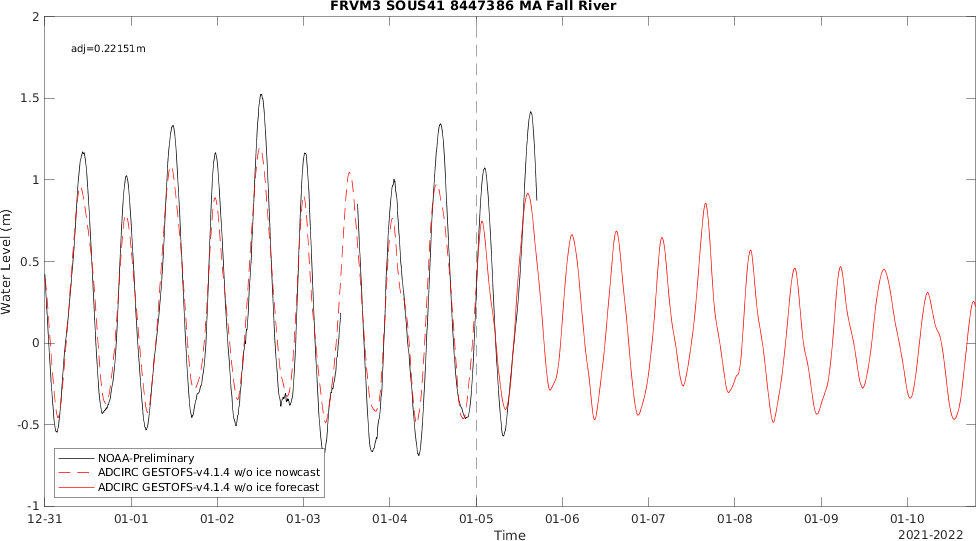 FRVM3 SOUS41 8447386 MA Fall River
adj=0.22151m
2
1.5
1
0.5
0
-0.5
-1
Water Level (m)
NOAA-Preliminary
ADCIRC GESTOFS-v4.1.4 w/o ice nowcast
ADCIRC GESTOFS-v4.1.4 w/o ice forecast
12-31 01-01 01-02 01-03 01-04 01-05 01-06 01-07 01-08 01-09 01-10
Time
2021-2022